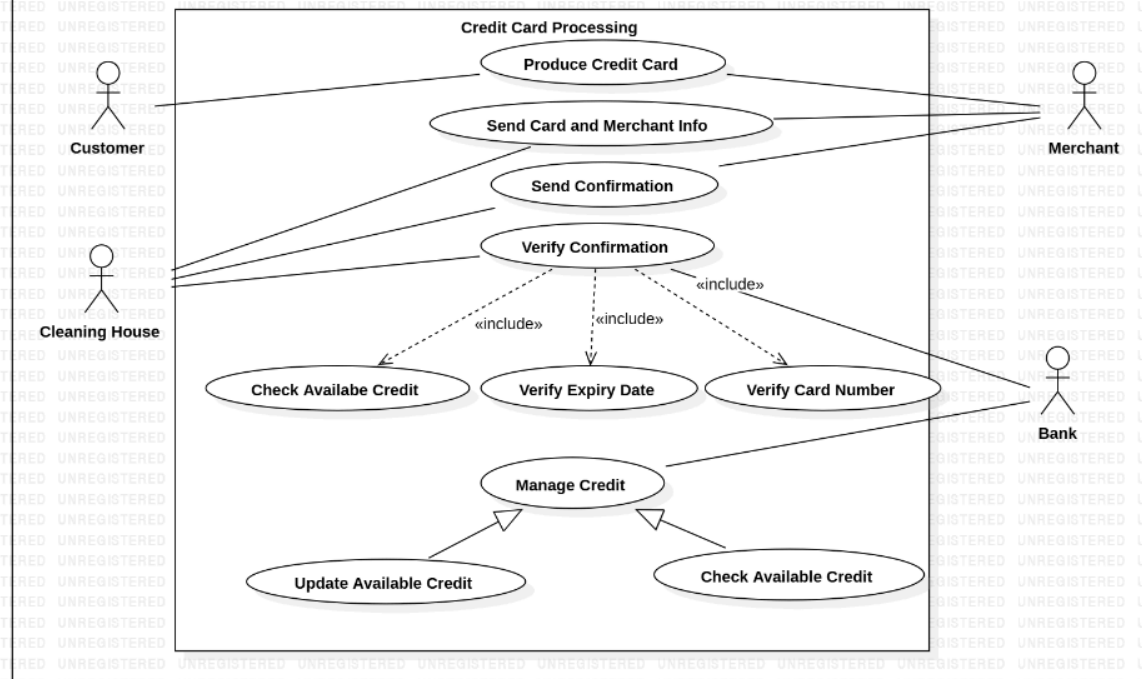 Credit Card Processing
Produce Credit Card
Send Card and Merchant Info
Customer
Merchant
Send Confirmation
Verify Confirmation
«include»
«include»
«include»
Cleaning House
Check Availabe Credit
Verify Expiry Date
Verify Card Number
Bank
Manage Credit
Update Available Credit
Check Available Credit
UNREGISTERED